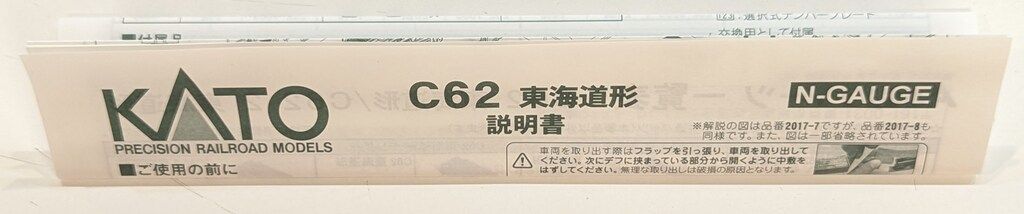 選択式ナンバープレート
交換用として付属
KATO
PRECISION RAILROAD MODELS
■ご使用の前に
C62 東海道形
説明書
N-GAUGE
※解説の図は品番2017-7ですが、品番2017-8も
同様です。また、図は一部省略されています。
車両を取り出す際はフラップを引っ張り、車両を取り出して
ください。次にデフに挟まっている部分から開くように中敷を
はずしてください。無理な取り出しは破損の原因となります。